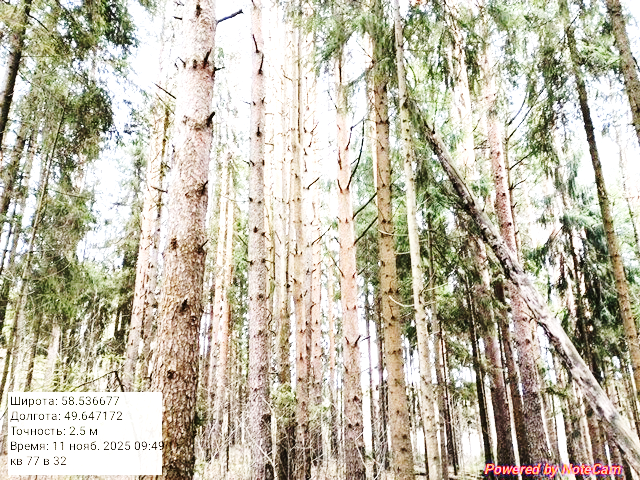 Широта: 58.536677
Долгота: 49.647172
Точность: 2.5 м
Время: 11 нояб. 2025 09:49
кв 77 в 32
Powered by NoteCam